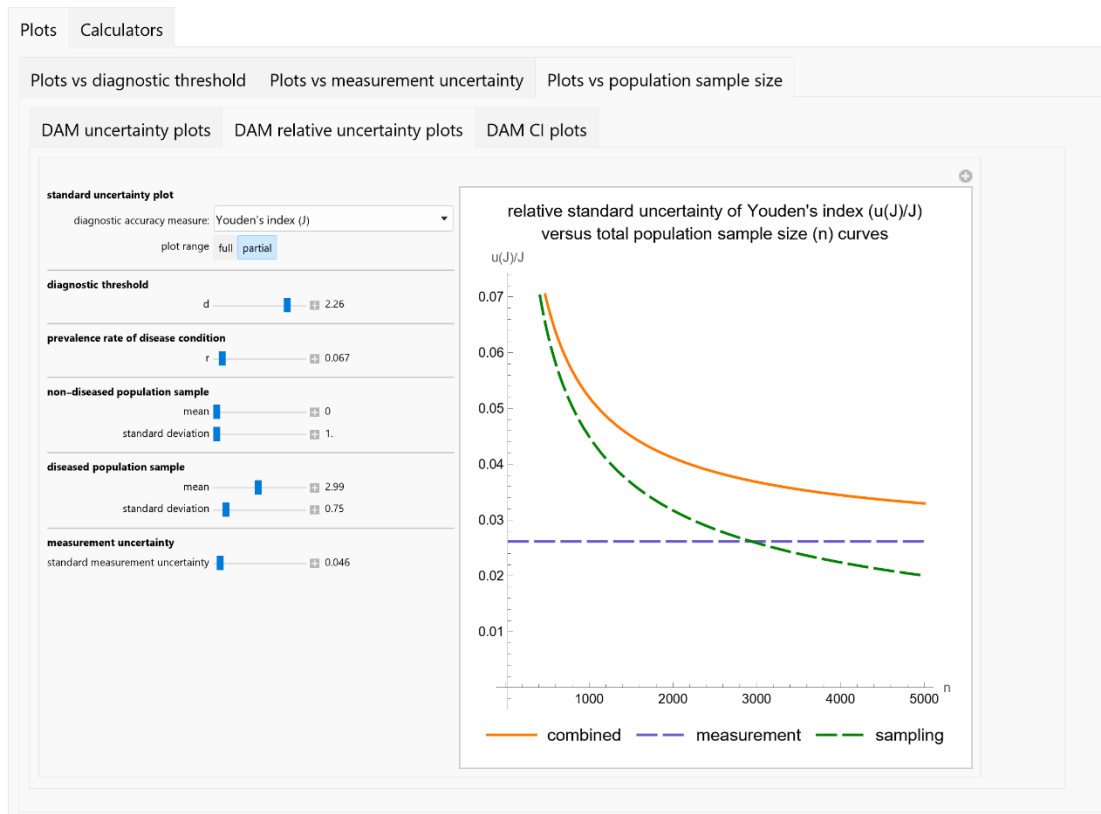 Plots Calculators
Plots vs diagnostic threshold Plots vs measurement uncertainty Plots vs population sample size
DAM uncertainty plots DAM relative uncertainty plots DAM CI plots
standard uncertainty plot
diagnostic accuracy measure: Youden's index (J)
plot range full partial
diagnostic threshold
d 2.26
prevalence rate of disease condition
r 0.067
non-diseased population sample
mean 0
standard deviation 1.
diseased population sample
mean 2.99
standard deviation 0.75
measurement uncertainty
standard measurement uncertainty 0.046
relative standard uncertainty of Youden's index (u(J)/J)
versus total population sample size (n) curves
u(J)/J
0.07
0.06
0.05
0.04
0.03
0.02
0.01
1000 2000 3000 4000 5000 n
combined measurement sampling